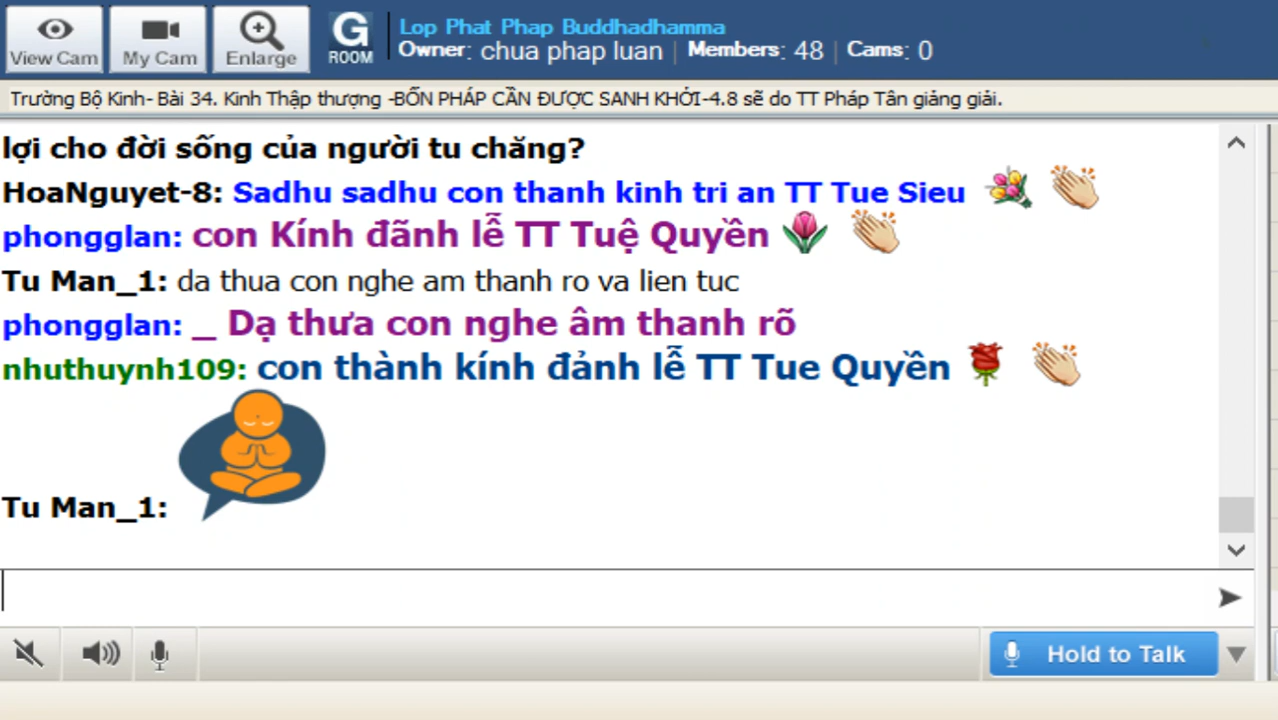 View Cam
My Cam
Enlarge
G
ROOM
Lop Phat Phap Buddhadhamma
Owner: chua phap luan | Members: 48 | Cams: 0
Trường Bộ Kinh- Bài 34. Kinh Thập thượng -BỐN PHÁP CẦN ĐƯỢC SANH KHỞI-4.8 sẽ do TT Pháp Tân giảng giải.
lợi cho đời sống của người tu chăng?
HoaNguyet-8: Sadhu sadhu con thanh kinh tri an TT Tue Sieu
phongglan: con Kính đãnh lễ TT Tuệ Quyền
Tu Man_1: da thua con nghe am thanh ro va lien tuc
phongglan: _ Dạ thưa con nghe âm thanh rõ
nhuthuynh109: con thành kính đảnh lễ TT Tue Quyền
Tu Man_1:
Hold to Talk